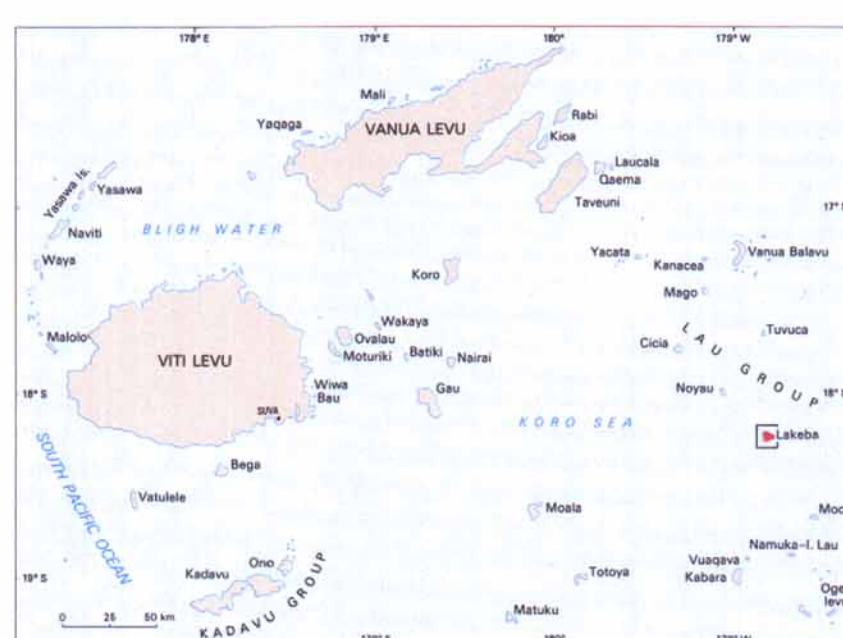 178° E
179° E
180°
179° W
Mali
Rabi
Yaqaga
VANUA LEVU
Kioa
Laucala
Qaema
Yasawa Is.
Yasawa
Taveuni
17° S
Naviti
BLIGH WATER
Waya
Yacata
Kanacea
Vanua Balavu
Koro
Mago
Wakaya
Malolo
Ovalau
Moturiki
Batiki
Nairai
Cicia
LAU GROUP
Tuvuca
VITI LEVU
Wiwa
Bau
Gau
Noyau
18° S
SUVA
KORO SEA
Lakeba
SOUTH PACIFIC OCEAN
Bega
Vatulele
Moala
Namuka-I. Lau
Vuaqava
Kabara
Ono
Kadavu
19° S
Totoya
KADAVU GROUP
Matuku
0 25 50 km